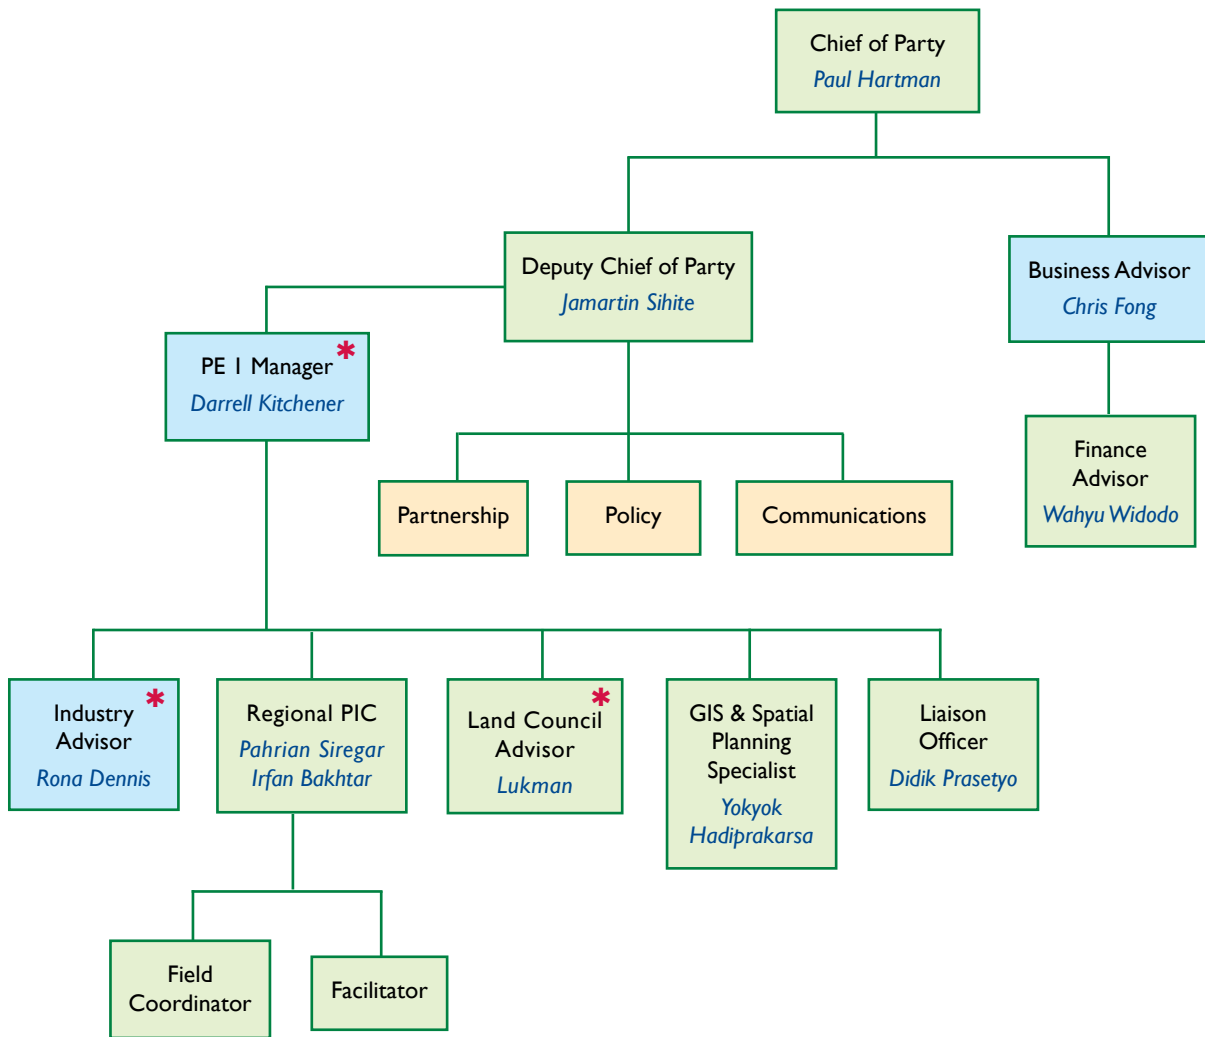 Chief of Party
Paul Hartman
Deputy Chief of Party
Jamartin Sihite
Business Advisor
Chris Fong
PE 1 Manager
*
Darrell Kitchener
Finance
Advisor
Wahyu Widodo
Partnership
Policy
Communications
Industry
Advisor
*
Rona Dennis
Regional PIC
Pahrian Siregar
Irfan Bakhtar
Land Council
Advisor
*
Lukman
GIS & Spatial
Planning
Specialist
Yokyok
Hadiprakarsa
Liaison
Officer
Didik Prasetyo
Field
Coordinator
Facilitator